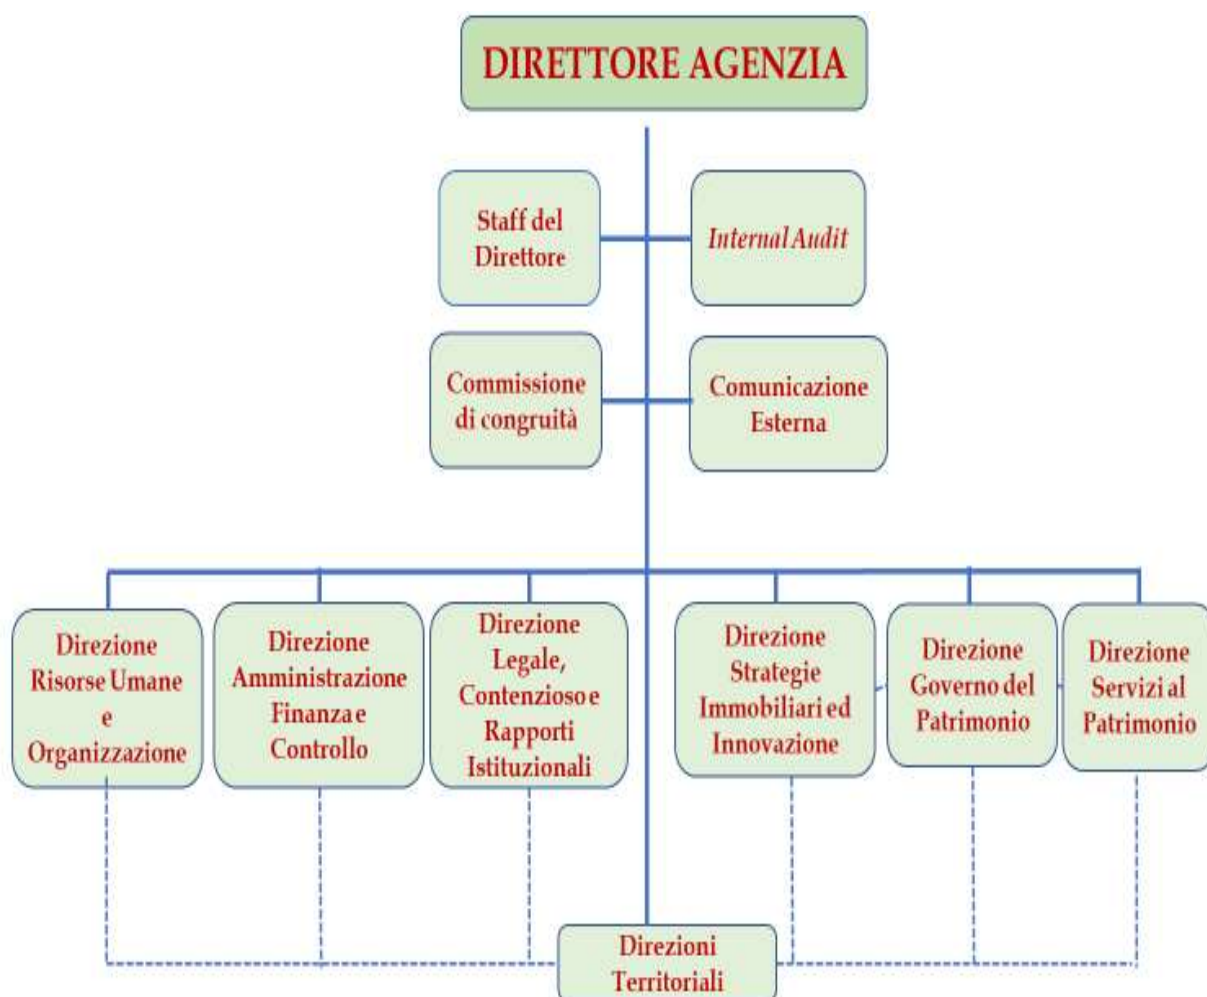 DIRETTORE AGENZIA
Staff del
Direttore
Internal Audit
Commissione
di congruità
Comunicazione
Esterna
Direzione
Risorse Umane
e
Organizzazione
Direzione
Amministrazione
Finanza e
Controllo
Direzione
Legale,
Contenzioso e
Rapporti
Istituzionali
Direzione
Strategie
Immobiliari ed
Innovazione
Direzione
Governo del
Patrimonio
Direzione
Servizi al
Patrimonio
Direzioni
Territoriali